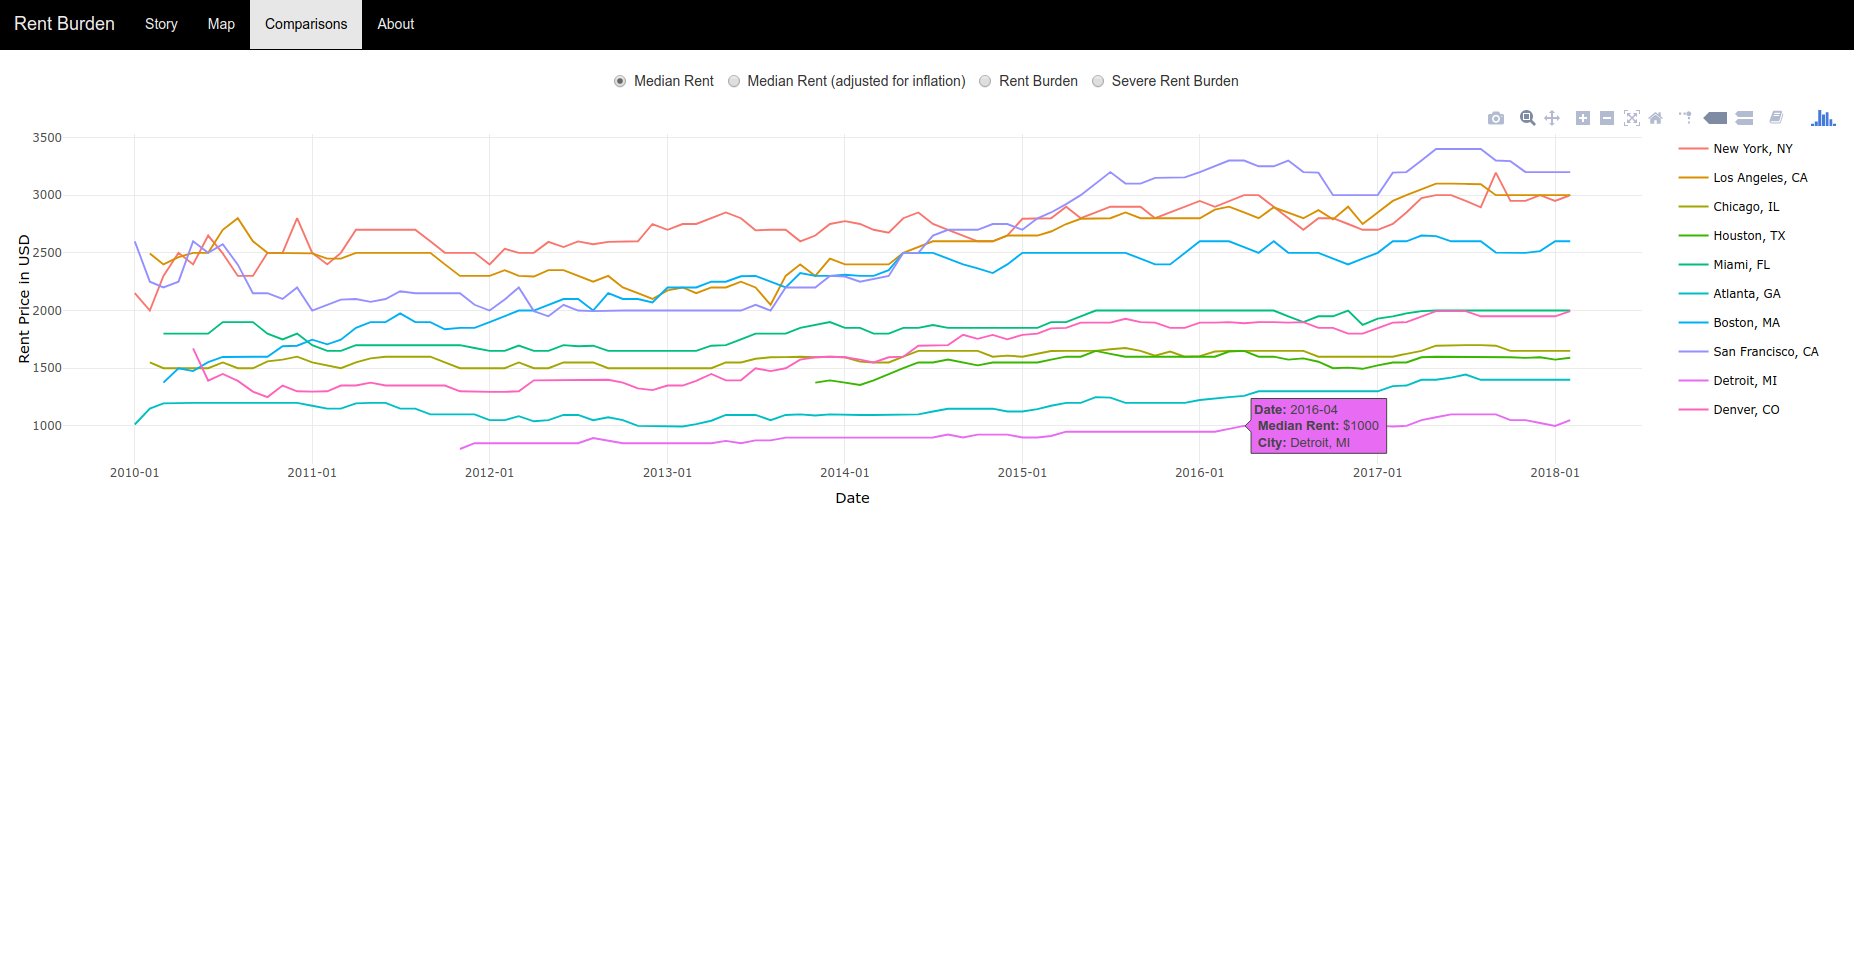 Rent Burden Story Map Comparisons About
Median Rent Median Rent (adjusted for inflation) Rent Burden Severe Rent Burden
3500
3000
2500
2000
1500
1000
Rent Price in USD
2010-01 2011-01 2012-01 2013-01 2014-01 2015-01 2016-01 2017-01 2018-01
Date
Date: 2016-04
Median Rent: $1000
City: Detroit, MI
New York, NY
Los Angeles, CA
Chicago, IL
Houston, TX
Miami, FL
Atlanta, GA
Boston, MA
San Francisco, CA
Detroit, MI
Denver, CO